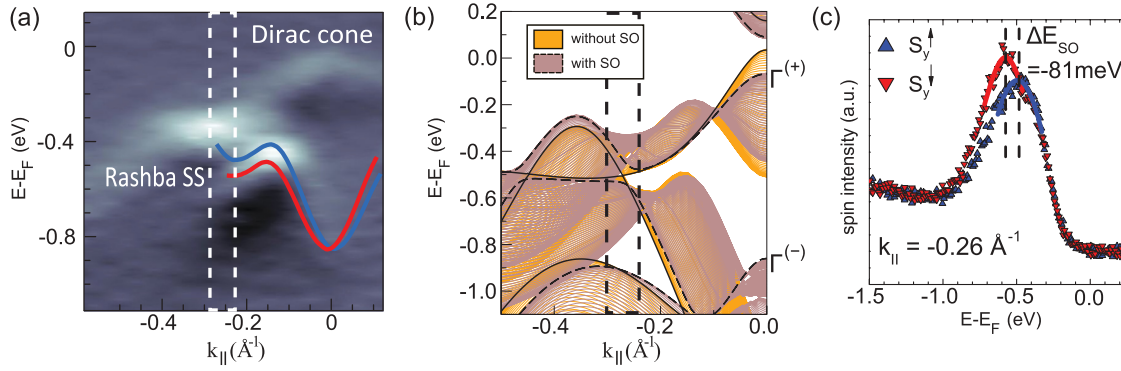 (a)
Dirac cone
Rashba SS
0
-0.4
-0.8
E-E_F (eV)
-0.4
-0.2
0
k_||(Å⁻¹)
(b)
without SO
with SO
Γ⁽⁺⁾
Γ⁽⁻⁾
0.2
0.0
-0.2
-0.4
-0.6
-0.8
-1.0
E-E_F (eV)
-0.4
-0.2
0.0
k_||(Å⁻¹)
(c)
S_y↑
S_y↓
ΔE_SO
=-81meV
k_|| = -0.26 Å⁻¹
spin intensity (a.u.)
-1.5
-1.0
-0.5
0.0
E-E_F (eV)